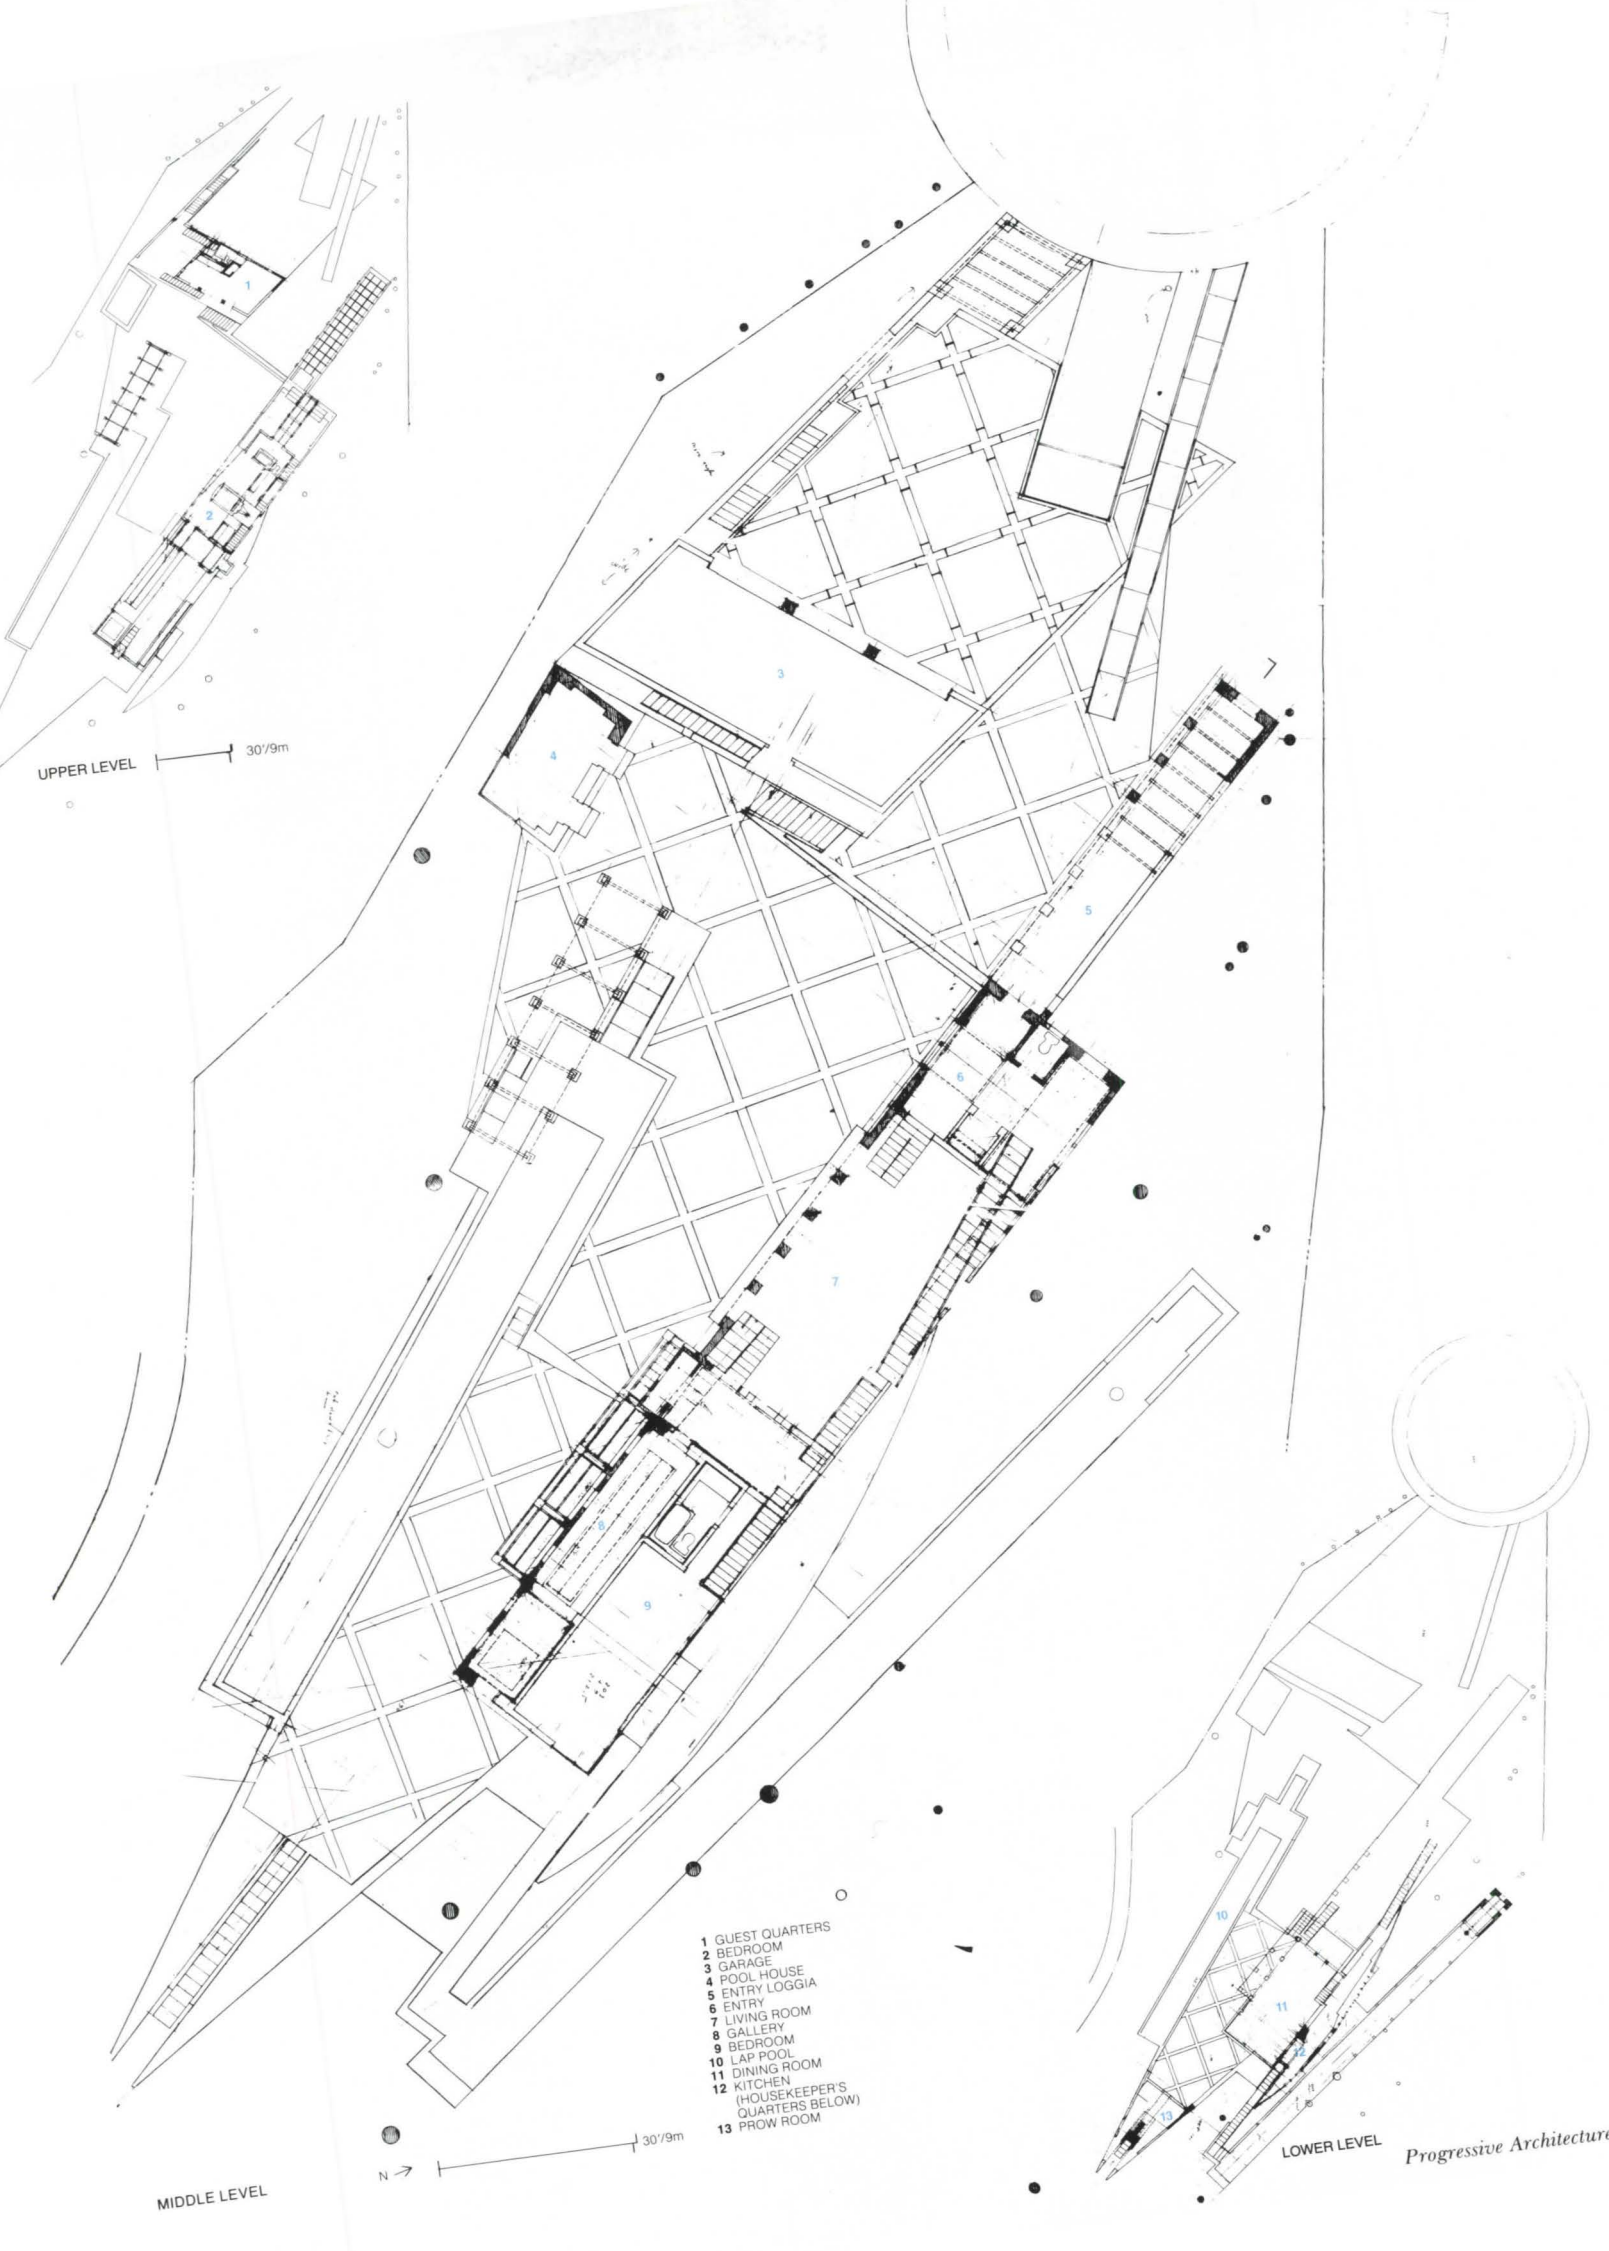 1
2
UPPER LEVEL 30'/9m
3
4
5
6
7
8
9
1 GUEST QUARTERS
2 BEDROOM
3 GARAGE
4 POOL HOUSE
5 ENTRY LOGGIA
6 ENTRY
7 LIVING ROOM
8 GALLERY
9 BEDROOM
10 LAP POOL
11 DINING ROOM
12 KITCHEN
(HOUSEKEEPER'S
QUARTERS BELOW)
13 PROW ROOM
N 30'/9m
MIDDLE LEVEL
10
11
12
13
LOWER LEVEL
Progressive Architecture